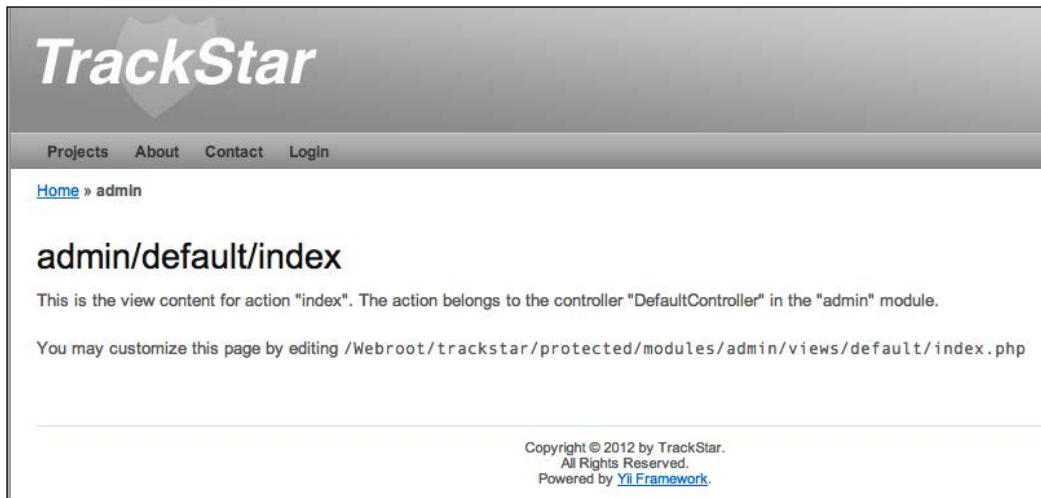 TrackStar
Projects About Contact Login
Home » admin
admin/default/index
This is the view content for action "index". The action belongs to the controller "DefaultController" in the "admin" module.
You may customize this page by editing /Webroot/trackstar/protected/modules/admin/views/default/index.php
Copyright © 2012 by TrackStar.
All Rights Reserved.
Powered by Yii Framework.